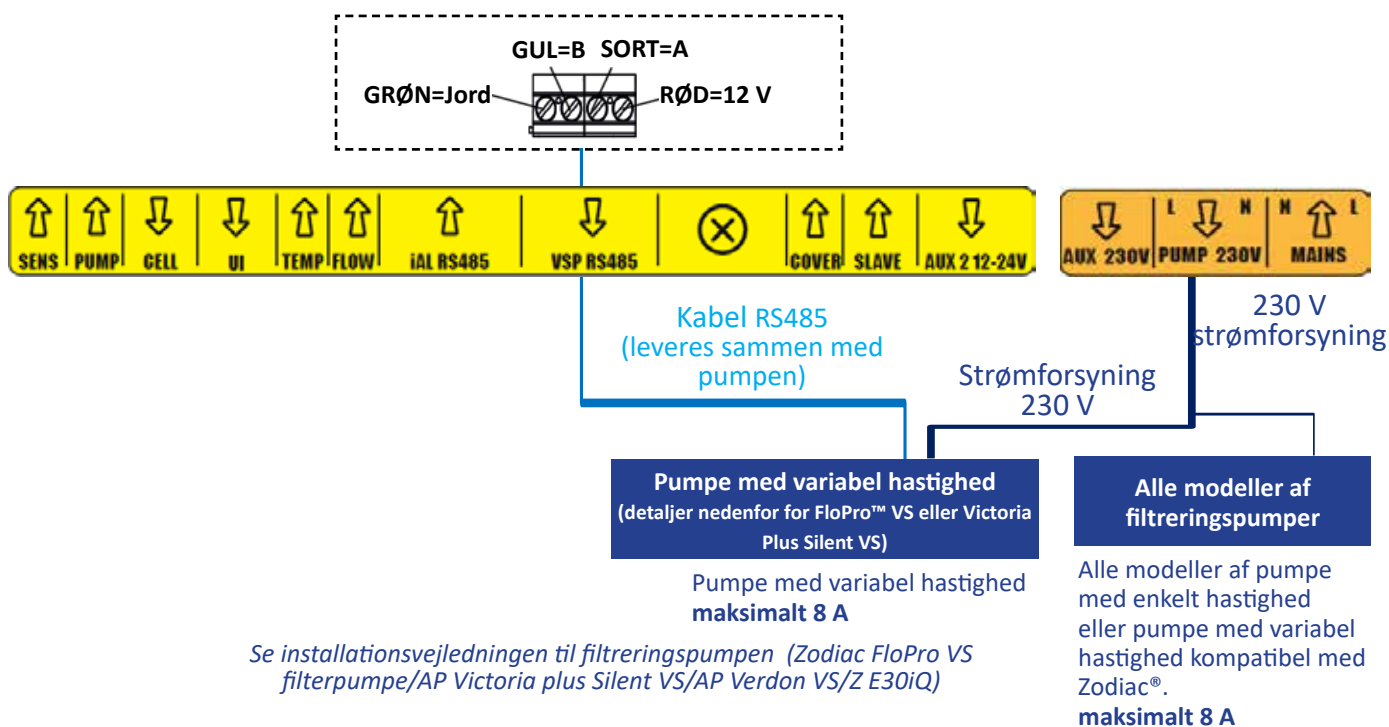 GUL=B SORT=A
GRØN=Jord
RØD=12 V
SENS PUMP CELL UI TEMP FLOW iAL RS485 VSP RS485 COVER SLAVE AUX 2 12-24V
L N N L
AUX 230V PUMP 230V MAINS
Kabel RS485
(leveres sammen med
pumpen)
230 V
strømforsyning
Strømforsyning
230 V
Pumpe med variabel hastighed
(detaljer nedenfor for FloPro™ VS eller Victoria
Plus Silent VS)
Alle modeller af
filtreringspumper
Pumpe med variabel hastighed
maksimalt 8 A
Alle modeller af pumpe
med enkelt hastighed
eller pumpe med variabel
hastighed kompatibel med
Zodiac®.
maksimalt 8 A
Se installationsvejledningen til filtreringspumpen (Zodiac FloPro VS
filterpumpe/AP Victoria plus Silent VS/AP Verdon VS/Z E30iQ)